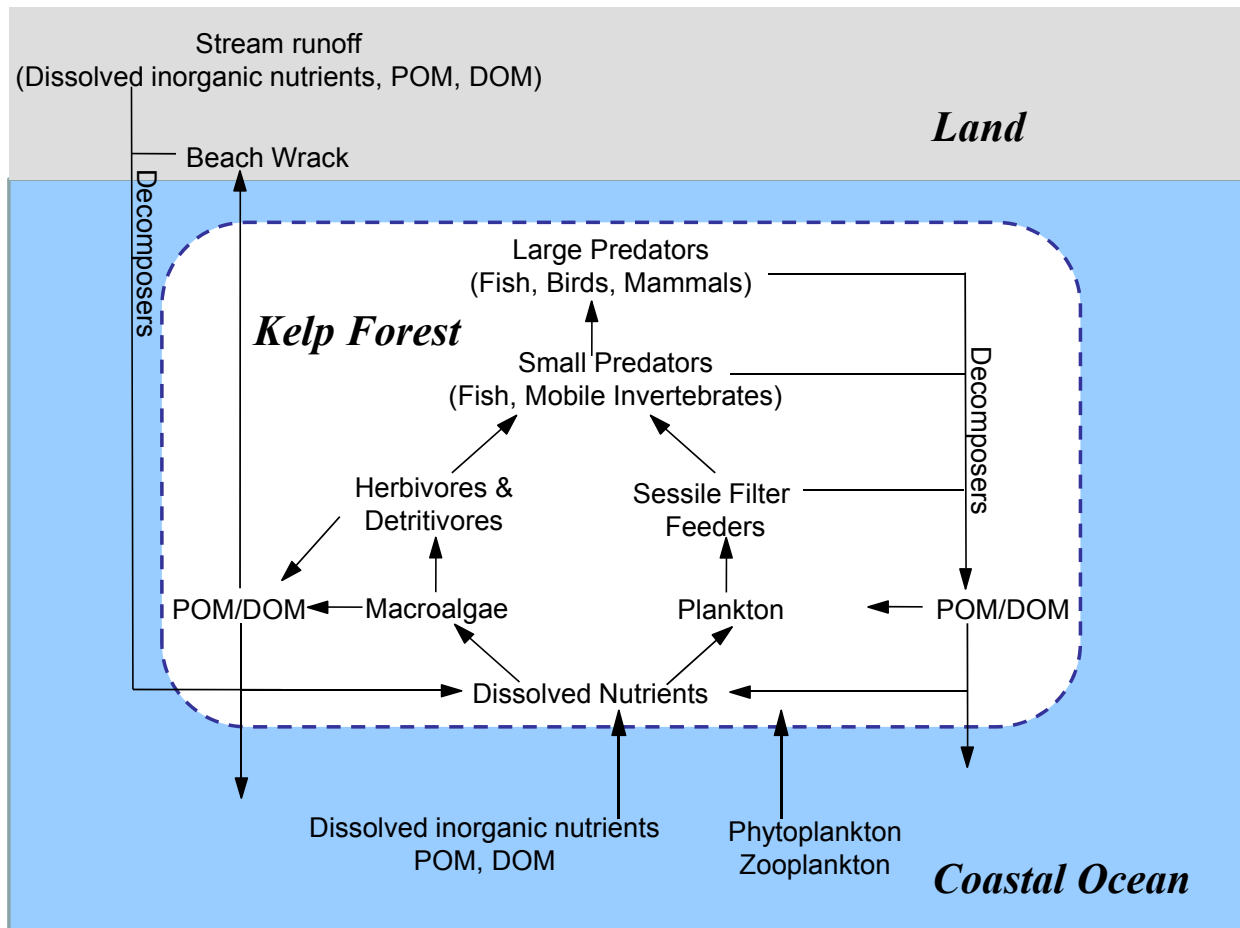 Stream runoff
(Dissolved inorganic nutrients, POM, DOM)
Land
Beach Wrack
Decomposers
Large Predators
(Fish, Birds, Mammals)
Kelp Forest
Small Predators
(Fish, Mobile Invertebrates)
Decomposers
Herbivores &
Detritivores
Sessile Filter
Feeders
POM/DOM
Macroalgae
Plankton
POM/DOM
Dissolved Nutrients
Dissolved inorganic nutrients
POM, DOM
Phytoplankton
Zooplankton
Coastal Ocean